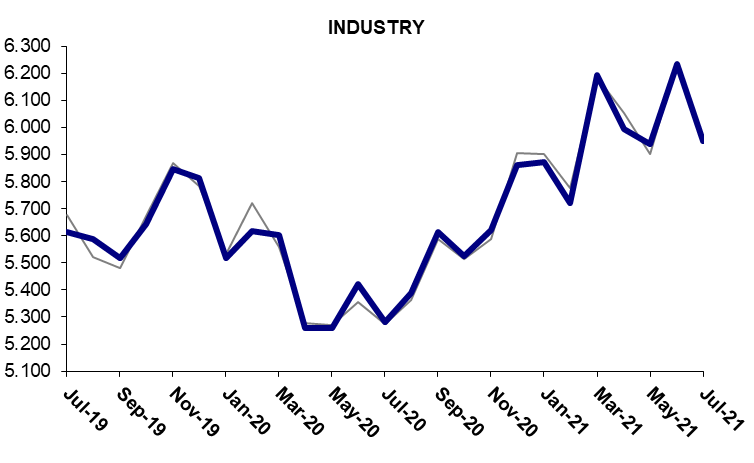 INDUSTRY
6.300
6.200
6.100
6.000
5.900
5.800
5.700
5.600
5.500
5.400
5.300
5.200
5.100
Jul-19
Sep-19
Nov-19
Jan-20
Mar-20
May-20
Jul-20
Sep-20
Nov-20
Jan-21
Mar-21
May-21
Jul-21